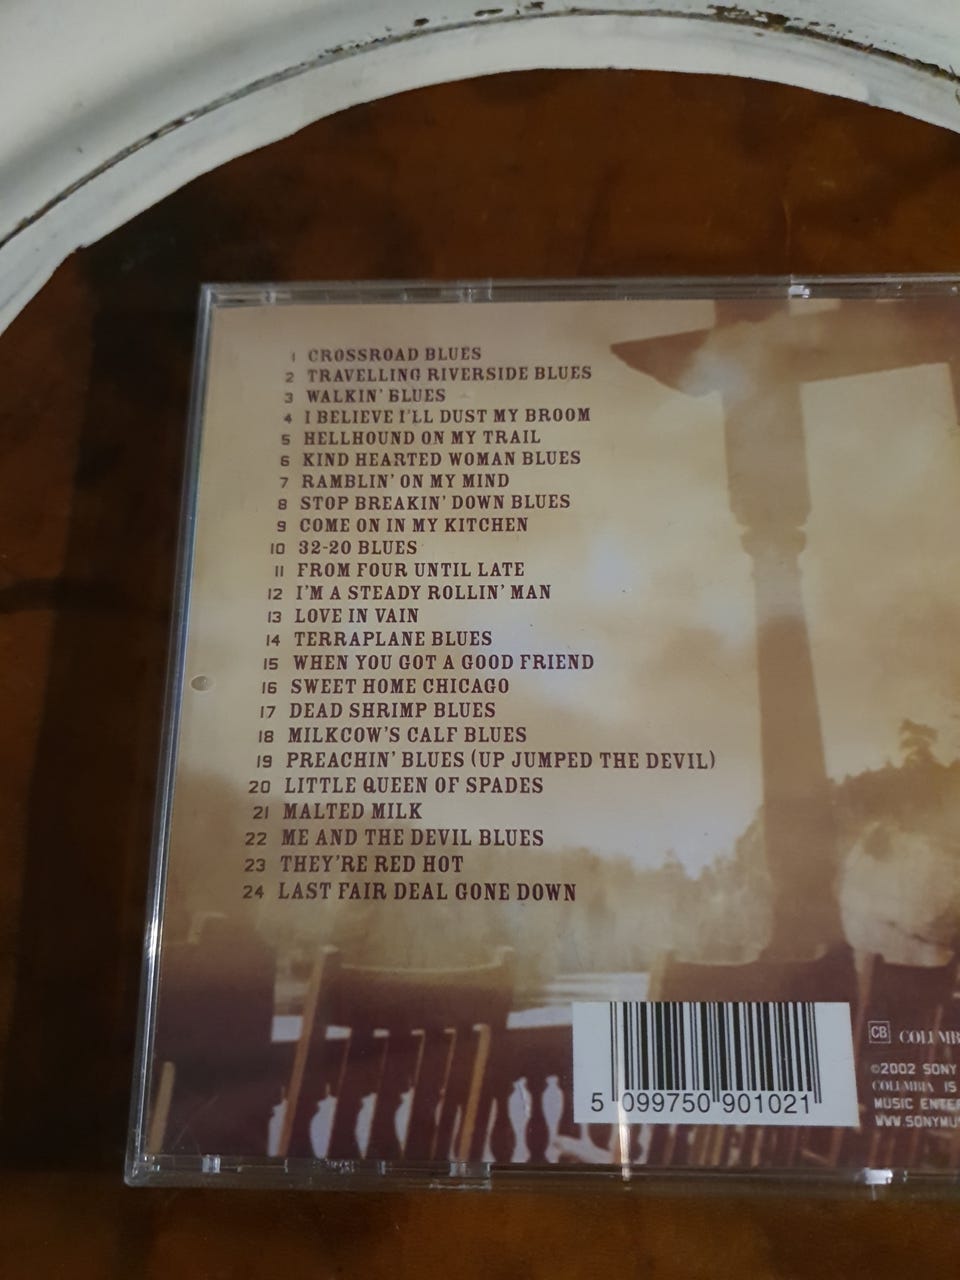 1 CROSSROAD BLUES
2 TRAVELLING RIVERSIDE BLUES
3 WALKIN' BLUES
4 I BELIEVE I'LL DUST MY BROOM
5 HELLHOUND ON MY TRAIL
6 KIND HEARTED WOMAN BLUES
7 RAMBLIN' ON MY MIND
8 STOP BREAKIN' DOWN BLUES
9 COME ON IN MY KITCHEN
10 32-20 BLUES
11 FROM FOUR UNTIL LATE
12 I'M A STEADY ROLLIN' MAN
13 LOVE IN VAIN
14 TERRAPLANE BLUES
15 WHEN YOU GOT A GOOD FRIEND
16 SWEET HOME CHICAGO
17 DEAD SHRIMP BLUES
18 MILKCOW'S CALF BLUES
19 PREACHIN' BLUES (UP JUMPED THE DEVIL)
20 LITTLE QUEEN OF SPADES
21 MALTED MILK
22 ME AND THE DEVIL BLUES
23 THEY'RE RED HOT
24 LAST FAIR DEAL GONE DOWN
5 099750 901021
CB
©2002 SONY
COLUMBIA IS
MUSIC